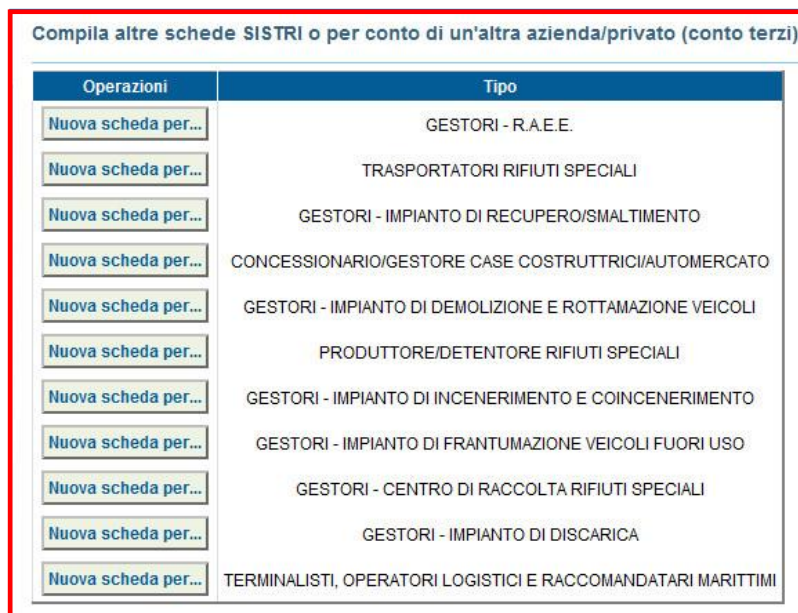 Compila altre schede SISTRI o per conto di un'altra azienda/privato (conto terzi)
Operazioni Tipo
Nuova scheda per... GESTORI - R.A.E.E.
Nuova scheda per... TRASPORTATORI RIFIUTI SPECIALI
Nuova scheda per... GESTORI - IMPIANTO DI RECUPERO/SMALTIMENTO
Nuova scheda per... CONCESSIONARIO/GESTORE CASE COSTRUTTRICI/AUTOMERCATO
Nuova scheda per... GESTORI - IMPIANTO DI DEMOLIZIONE E ROTTAMAZIONE VEICOLI
Nuova scheda per... PRODUTTORE/DETENTORE RIFIUTI SPECIALI
Nuova scheda per... GESTORI - IMPIANTO DI INCENERIMENTO E COINCENERIMENTO
Nuova scheda per... GESTORI - IMPIANTO DI FRANTUMAZIONE VEICOLI FUORI USO
Nuova scheda per... GESTORI - CENTRO DI RACCOLTA RIFIUTI SPECIALI
Nuova scheda per... GESTORI - IMPIANTO DI DISCARICA
Nuova scheda per... TERMINALISTI, OPERATORI LOGISTICI E RACCOMANDATARI MARITTIMI